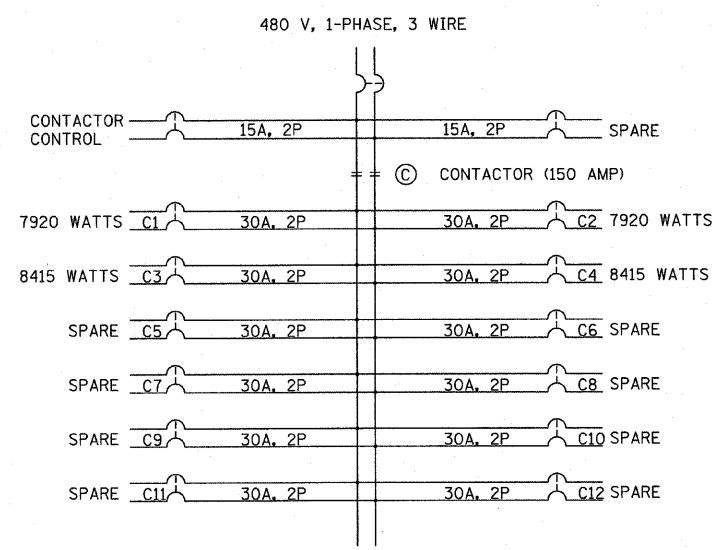 480 V, 1-PHASE, 3 WIRE
CONTACTOR
CONTROL
15A, 2P
15A, 2P
SPARE
C
CONTACTOR (150 AMP)
7920 WATTS C1 30A, 2P 30A, 2P C2 7920 WATTS
8415 WATTS C3 30A, 2P 30A, 2P C4 8415 WATTS
SPARE C5 30A, 2P 30A, 2P C6 SPARE
SPARE C7 30A, 2P 30A, 2P C8 SPARE
SPARE C9 30A, 2P 30A, 2P C10 SPARE
SPARE C11 30A, 2P 30A, 2P C12 SPARE